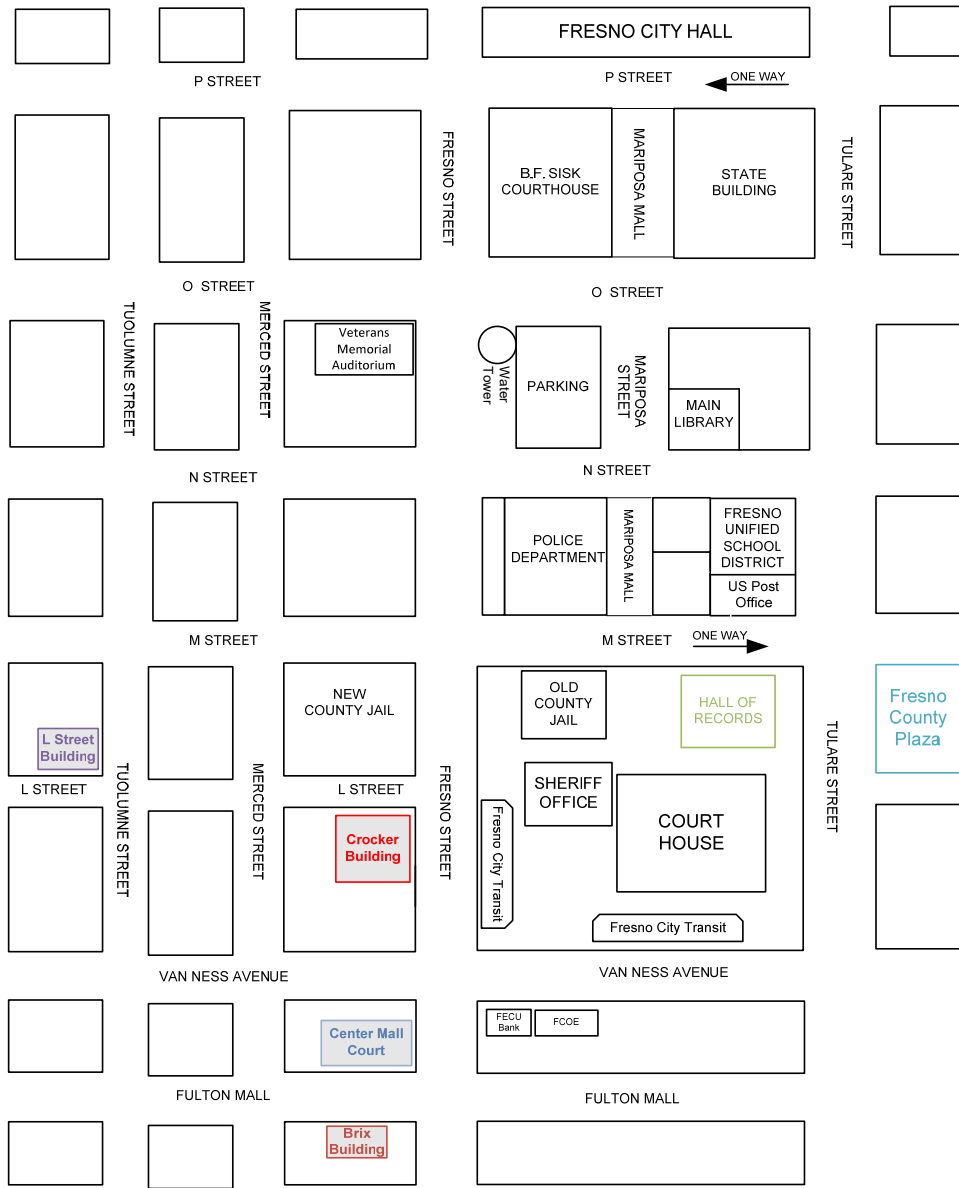 FRESNO CITY HALL
P STREET
P STREET
ONE WAY
FRESNO STREET
B.F. SISK
COURTHOUSE
MARIPOSA MALL
STATE
BUILDING
TULARE STREET
O STREET
O STREET
TUOLUMNE STREET
MERCED STREET
Veterans
Memorial
Auditorium
Water
Tower
PARKING
MARIPOSA
STREET
MAIN
LIBRARY
N STREET
N STREET
POLICE
DEPARTMENT
MARIPOSA MALL
FRESNO
UNIFIED
SCHOOL
DISTRICT
US Post
Office
M STREET
M STREET
ONE WAY
NEW
COUNTY JAIL
OLD
COUNTY
JAIL
HALL OF
RECORDS
Fresno
County
Plaza
L Street
Building
TULARE STREET
L STREET
TUOLUMNE STREET
MERCED STREET
L STREET
FRESNO STREET
SHERIFF
OFFICE
COURT
HOUSE
Crocker
Building
Fresno City Transit
Fresno City Transit
VAN NESS AVENUE
VAN NESS AVENUE
Center Mall
Court
FECU
Bank
FCOE
FULTON MALL
FULTON MALL
Brix
Building